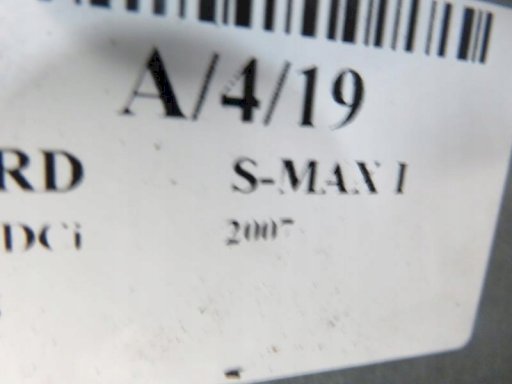 A/4/19
RD S-MAX I
DCi 2007